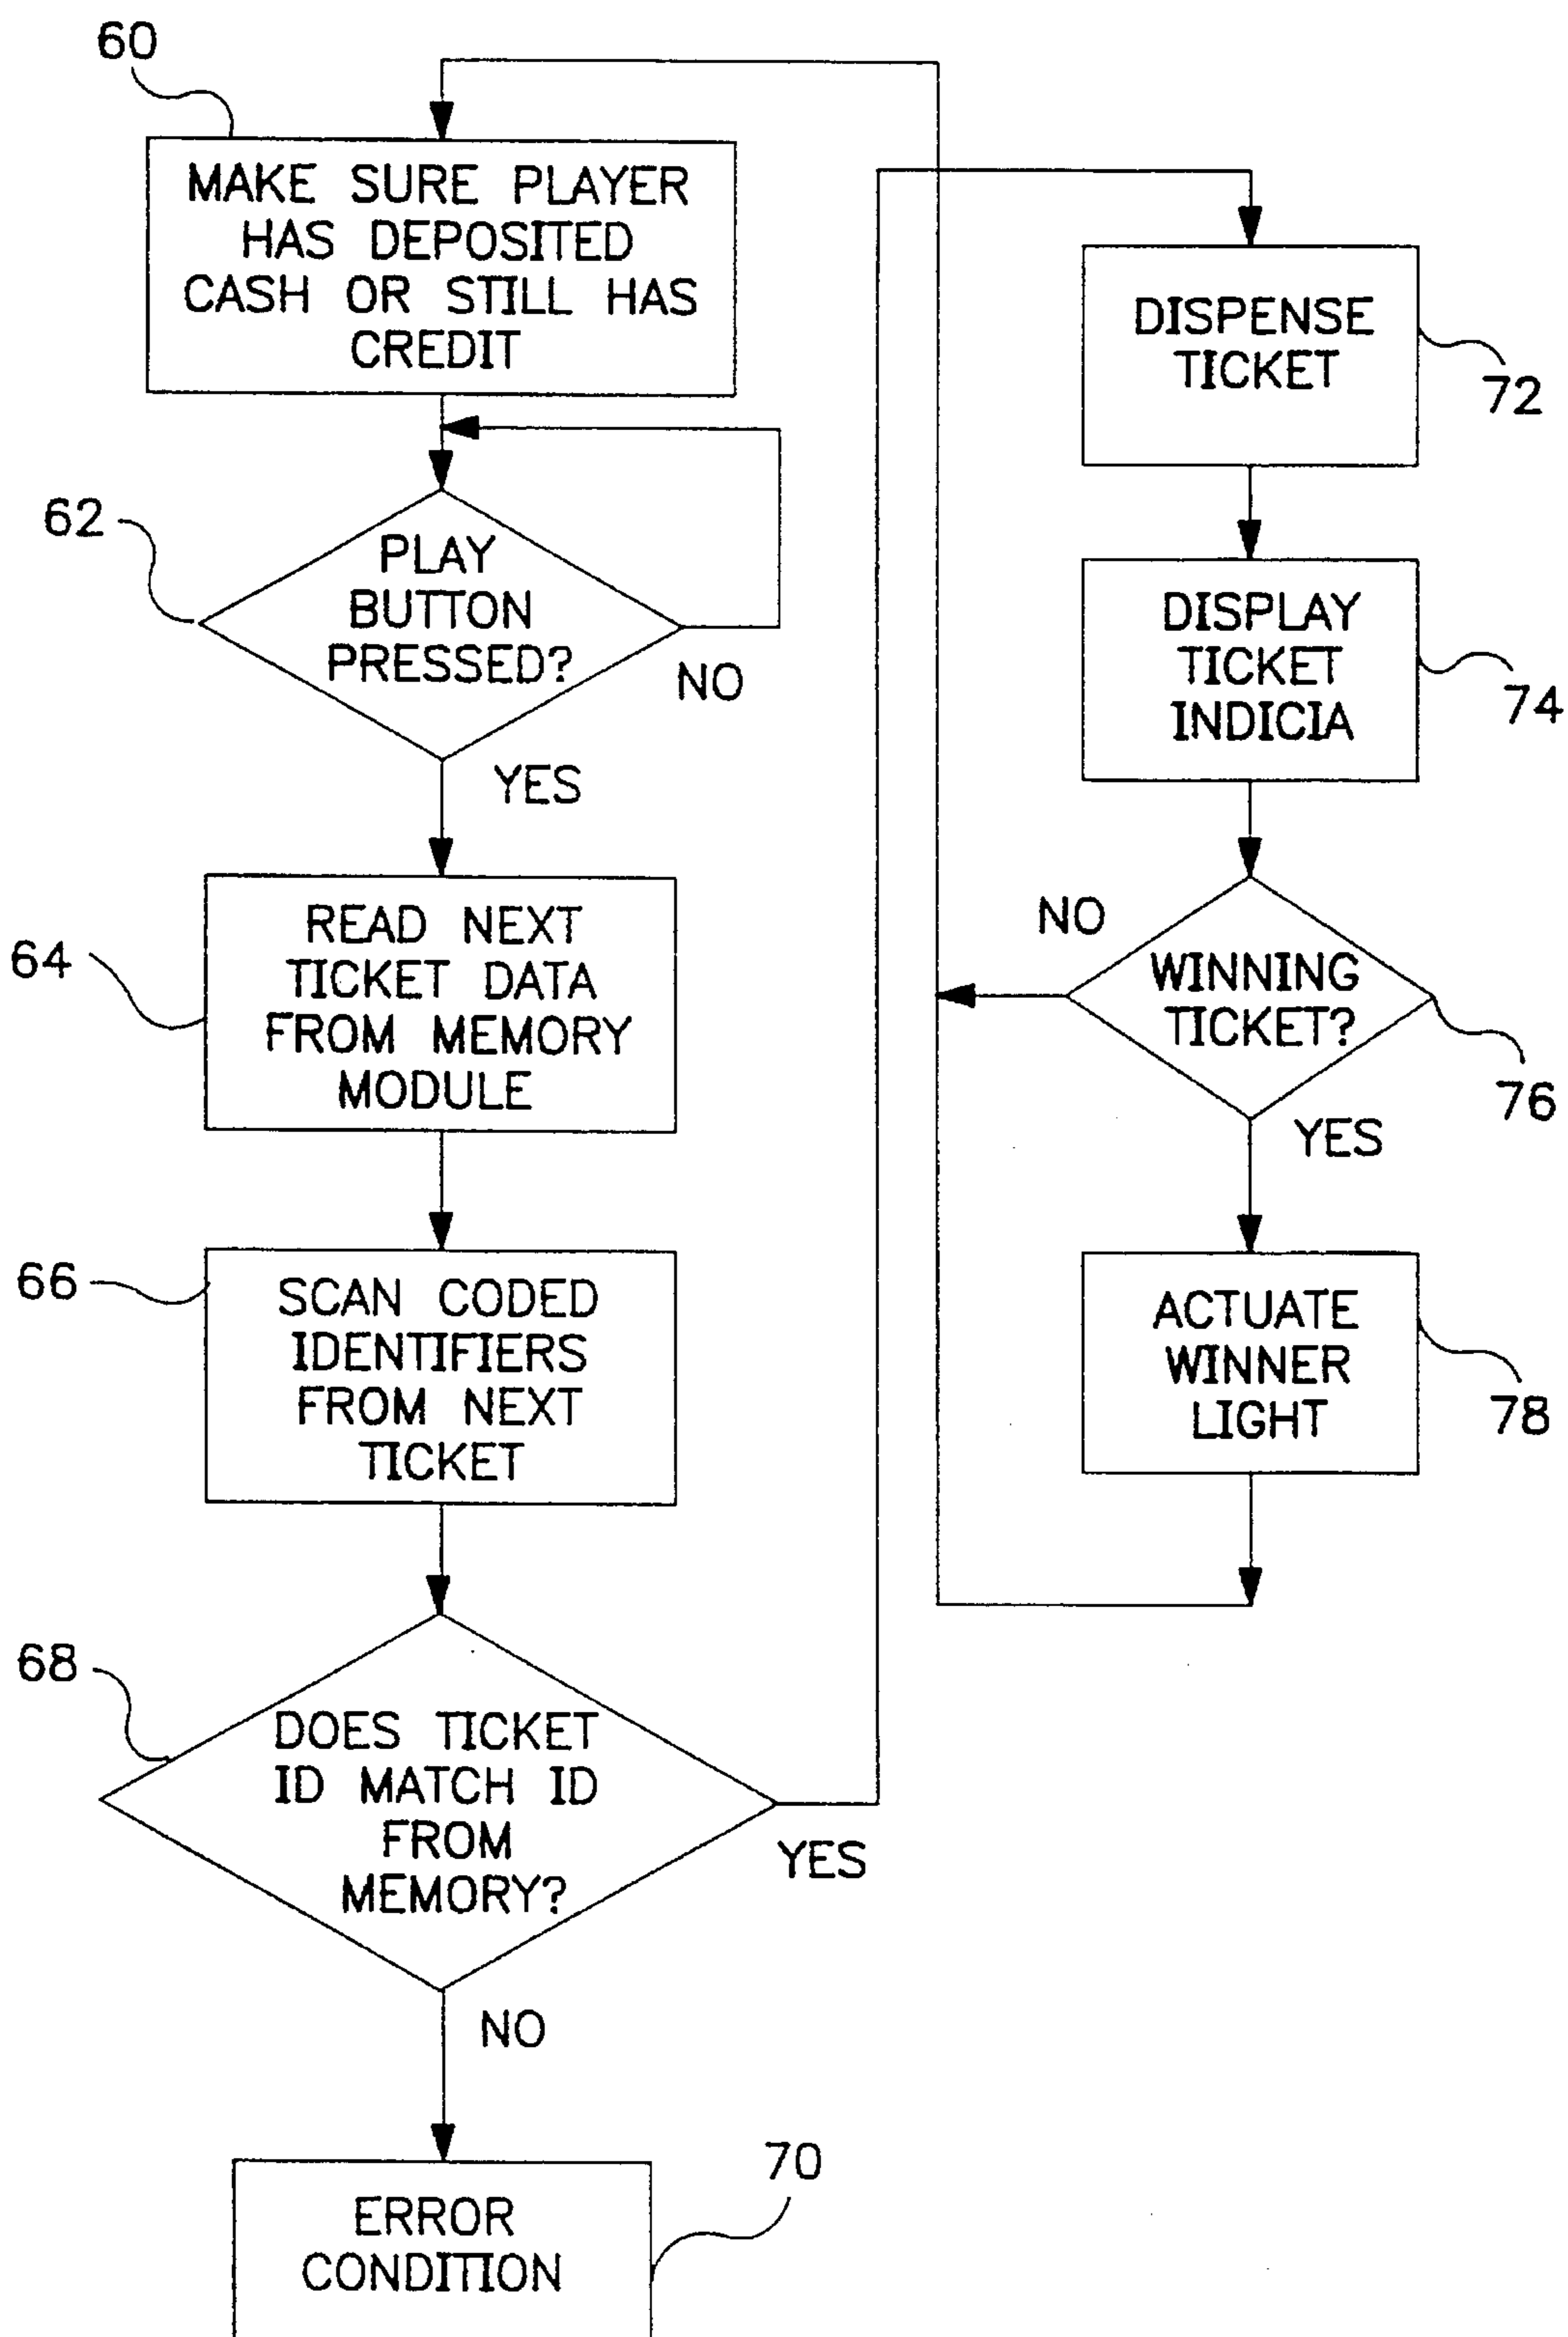 60
MAKE SURE PLAYER
HAS DEPOSITED
CASH OR STILL HAS
CREDIT
62
PLAY
BUTTON
PRESSED?
NO
YES
64
READ NEXT
TICKET DATA
FROM MEMORY
MODULE
66
SCAN CODED
IDENTIFIERS
FROM NEXT
TICKET
68
DOES TICKET
ID MATCH ID
FROM
MEMORY?
YES
NO
70
ERROR
CONDITION
DISPENSE
TICKET
72
DISPLAY
TICKET
INDICIA
74
NO
WINNING
TICKET?
76
YES
ACTUATE
WINNER
LIGHT
78